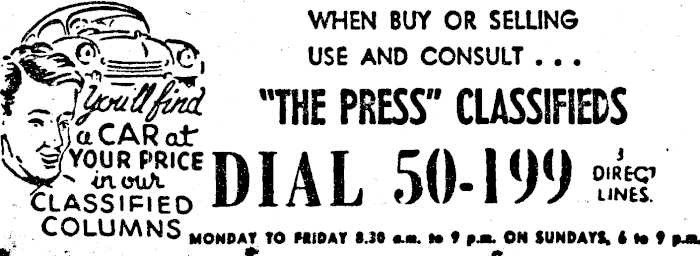 You'll find
a CAR at
YOUR PRICE
in our
CLASSIFIED
COLUMNS
WHEN BUY OR SELLING
USE AND CONSULT . . .
"THE PRESS" CLASSIFIEDS
DIAL 50-199
3
DIRECT
LINES.
MONDAY TO FRIDAY 8.30 a.m. to 9 p.m. ON SUNDAYS, 6 to 9 p.m.